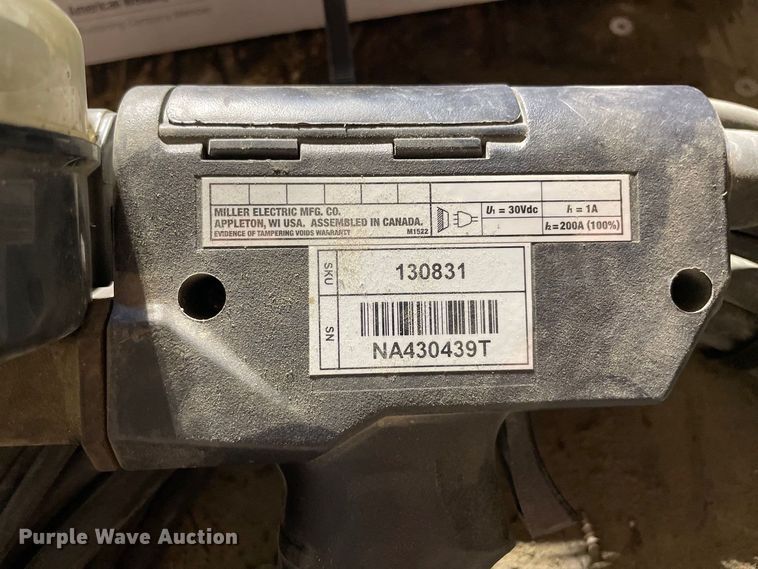 MILLER ELECTRIC MFG. CO.
APPLETON, WI USA. ASSEMBLED IN CANADA.
EVIDENCE OF TAMPERING VOIDS WARRANTY M1522
U₁ = 30Vdc I₁ = 1A
I₂=200A (100%)
SKU 130831
SN NA430439T
Purple Wave Auction®